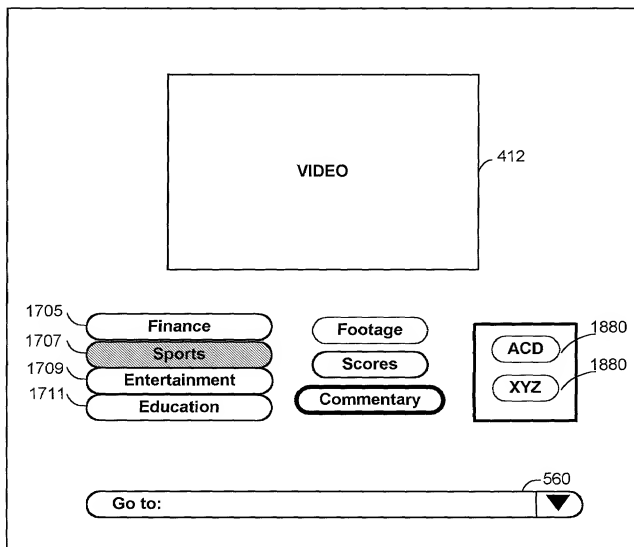 VIDEO
412
1705
Finance
1707
Sports
1709
Entertainment
1711
Education
Footage
Scores
Commentary
ACD
1880
XYZ
1880
560
Go to: